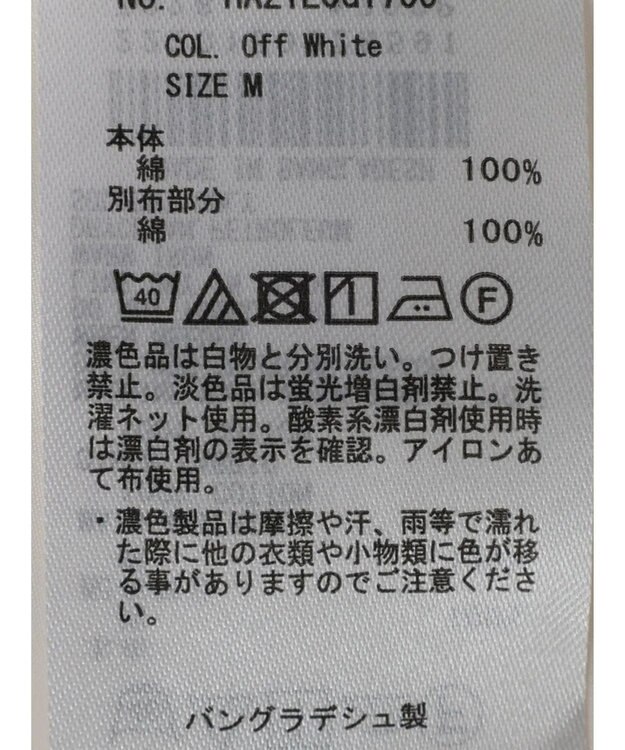 COL. Off White
SIZE M
本体
綿 100%
別布部分
綿 100%
40 F
濃色品は白物と分別洗い。つけ置き
禁止。淡色品は蛍光増白剤禁止。洗
濯ネット使用。酸素系漂白剤使用時
は漂白剤の表示を確認。アイロンあ
て布使用。
・濃色製品は摩擦や汗、雨等で濡れ
た際に他の衣類や小物類に色が移
る事がありますのでご注意くださ
い。
バングラデシュ製